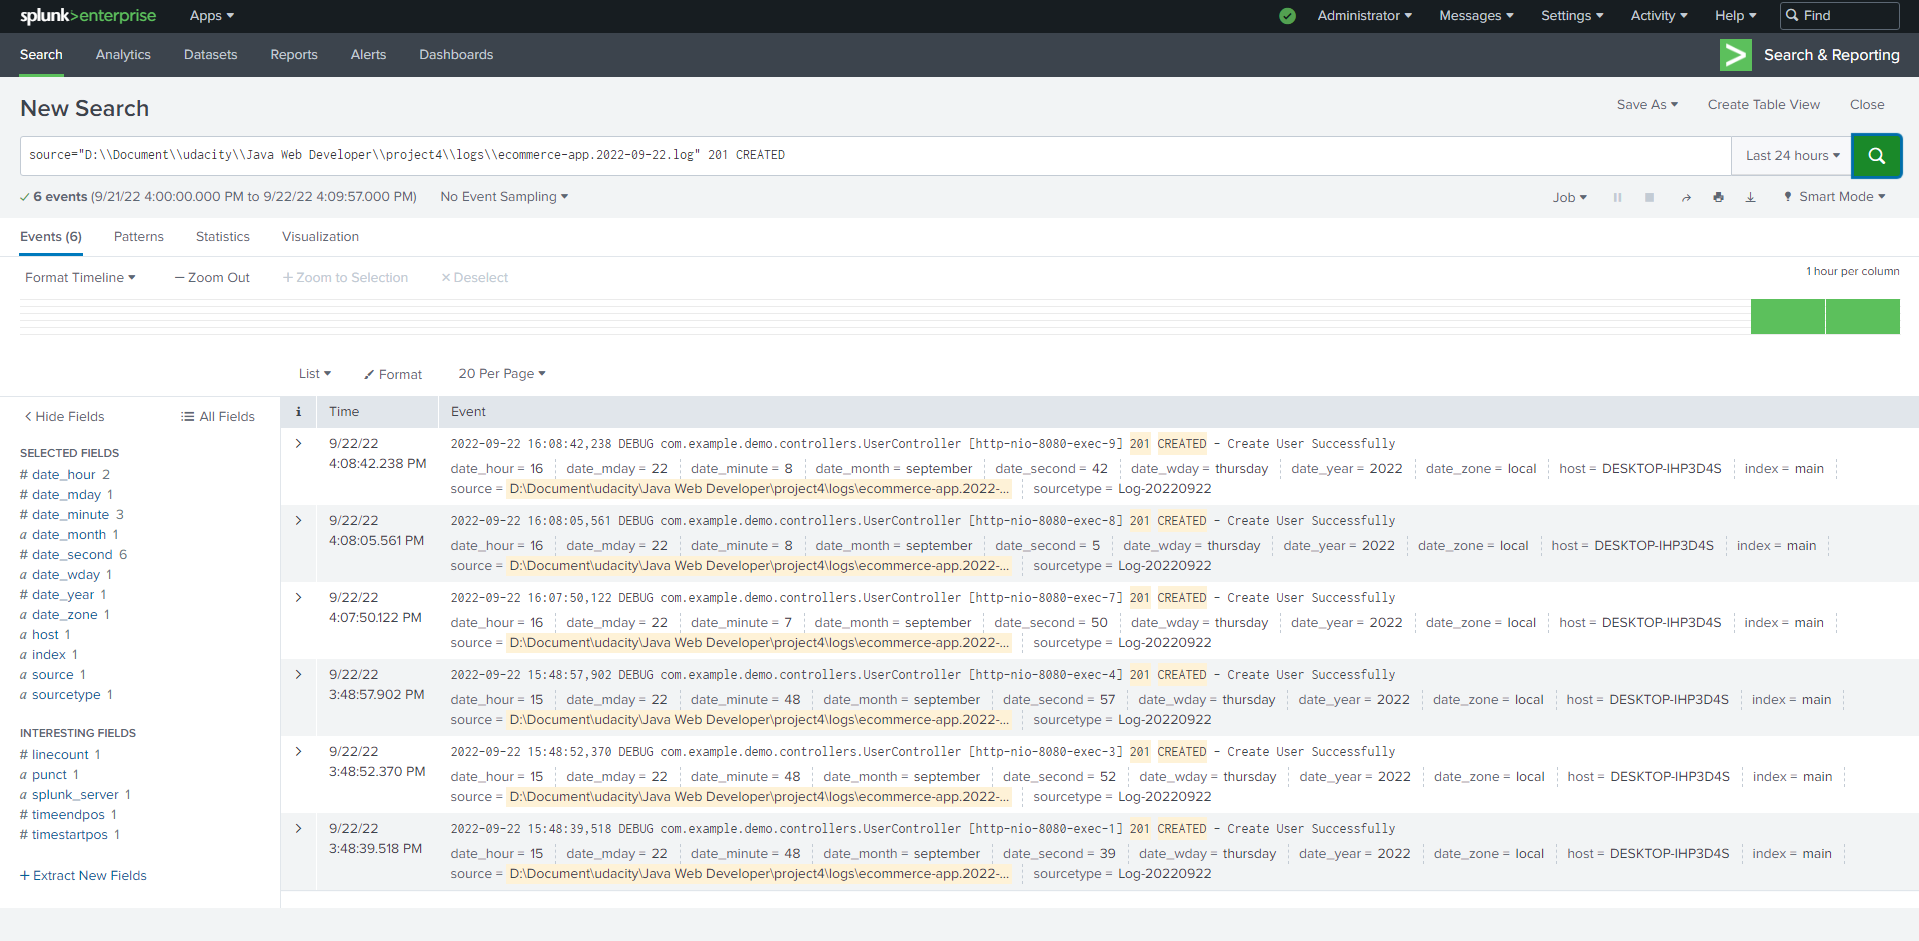 splunk>enterprise Apps Administrator Messages Settings Activity Help Find
Search Analytics Datasets Reports Alerts Dashboards Search & Reporting
New Search Save As Create Table View Close
source="D:\\Document\\udacity\\Java Web Developer\\project4\\logs\\ecommerce-app.2022-09-22.log" 201 CREATED Last 24 hours
6 events (9/21/22 4:00:00.000 PM to 9/22/22 4:09:57.000 PM) No Event Sampling Job Smart Mode
Events (6) Patterns Statistics Visualization
Format Timeline — Zoom Out + Zoom to Selection × Deselect 1 hour per column
List Format 20 Per Page
Hide Fields All Fields
SELECTED FIELDS
# date_hour 2
# date_mday 1
# date_minute 3
a date_month 1
# date_second 6
a date_wday 1
# date_year 1
a date_zone 1
a host 1
a index 1
a source 1
a sourcetype 1
INTERESTING FIELDS
# linecount 1
a punct 1
a splunk_server 1
# timeendpos 1
# timestartpos 1
+ Extract New Fields
i Time Event
9/22/22
4:08:42.238 PM
2022-09-22 16:08:42,238 DEBUG com.example.demo.controllers.UserController [http-nio-8080-exec-9] 201 CREATED - Create User Successfully
date_hour = 16 date_mday = 22 date_minute = 8 date_month = september date_second = 42 date_wday = thursday date_year = 2022 date_zone = local host = DESKTOP-IHP3D4S index = main
source = D:\Document\udacity\Java Web Developer\project4\logs\ecommerce-app.2022-... sourcetype = Log-20220922
9/22/22
4:08:05.561 PM
2022-09-22 16:08:05,561 DEBUG com.example.demo.controllers.UserController [http-nio-8080-exec-8] 201 CREATED - Create User Successfully
date_hour = 16 date_mday = 22 date_minute = 8 date_month = september date_second = 5 date_wday = thursday date_year = 2022 date_zone = local host = DESKTOP-IHP3D4S index = main
source = D:\Document\udacity\Java Web Developer\project4\logs\ecommerce-app.2022-... sourcetype = Log-20220922
9/22/22
4:07:50.122 PM
2022-09-22 16:07:50,122 DEBUG com.example.demo.controllers.UserController [http-nio-8080-exec-7] 201 CREATED - Create User Successfully
date_hour = 16 date_mday = 22 date_minute = 7 date_month = september date_second = 50 date_wday = thursday date_year = 2022 date_zone = local host = DESKTOP-IHP3D4S index = main
source = D:\Document\udacity\Java Web Developer\project4\logs\ecommerce-app.2022-... sourcetype = Log-20220922
9/22/22
3:48:57.902 PM
2022-09-22 15:48:57,902 DEBUG com.example.demo.controllers.UserController [http-nio-8080-exec-4] 201 CREATED - Create User Successfully
date_hour = 15 date_mday = 22 date_minute = 48 date_month = september date_second = 57 date_wday = thursday date_year = 2022 date_zone = local host = DESKTOP-IHP3D4S index = main
source = D:\Document\udacity\Java Web Developer\project4\logs\ecommerce-app.2022-... sourcetype = Log-20220922
9/22/22
3:48:52.370 PM
2022-09-22 15:48:52,370 DEBUG com.example.demo.controllers.UserController [http-nio-8080-exec-3] 201 CREATED - Create User Successfully
date_hour = 15 date_mday = 22 date_minute = 48 date_month = september date_second = 52 date_wday = thursday date_year = 2022 date_zone = local host = DESKTOP-IHP3D4S index = main
source = D:\Document\udacity\Java Web Developer\project4\logs\ecommerce-app.2022-... sourcetype = Log-20220922
9/22/22
3:48:39.518 PM
2022-09-22 15:48:39,518 DEBUG com.example.demo.controllers.UserController [http-nio-8080-exec-1] 201 CREATED - Create User Successfully
date_hour = 15 date_mday = 22 date_minute = 48 date_month = september date_second = 39 date_wday = thursday date_year = 2022 date_zone = local host = DESKTOP-IHP3D4S index = main
source = D:\Document\udacity\Java Web Developer\project4\logs\ecommerce-app.2022-... sourcetype = Log-20220922